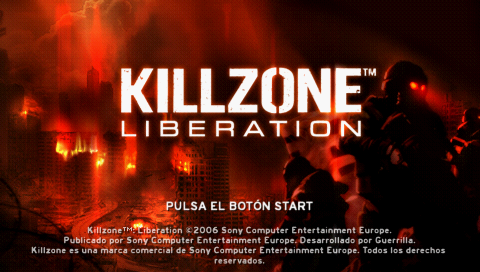 KILLZONE™
LIBERATION
PULSA EL BOTÓN START
Killzone™: Liberation ©2006 Sony Computer Entertainment Europe.
Publicado por Sony Computer Entertainment Europe. Desarrollado por Guerrilla.
Killzone es una marca comercial de Sony Computer Entertainment Europe. Todos los derechos
reservados.